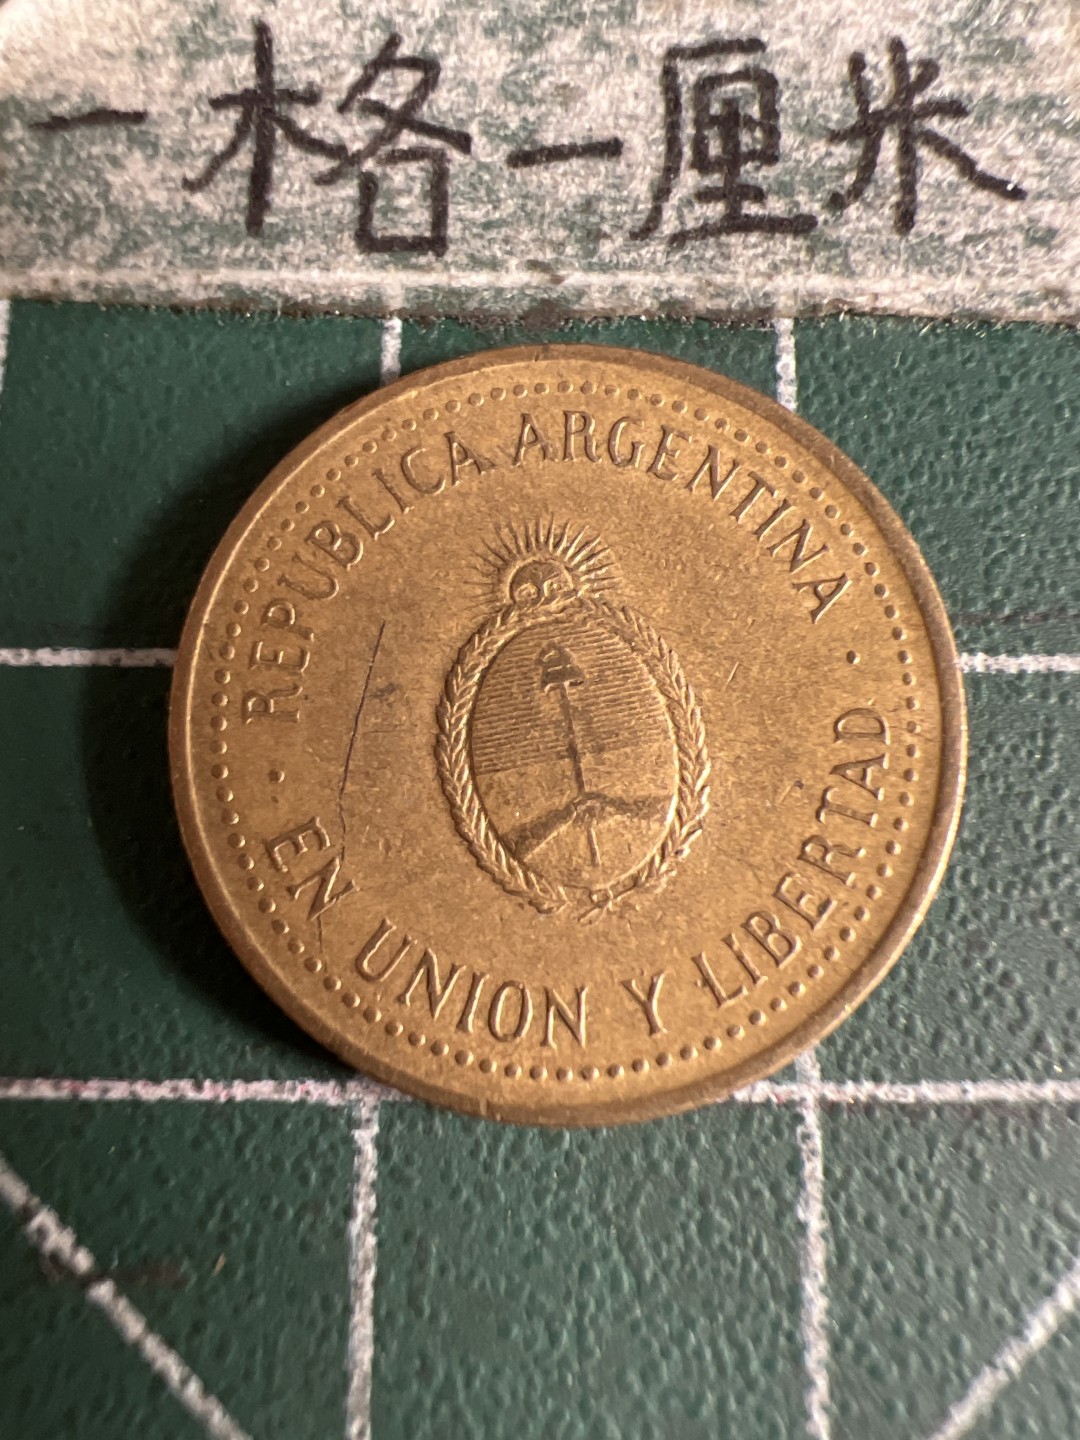 一格一厘米
· REPUBLICA ARGENTINA ·
EN UNION Y LIBERTAD